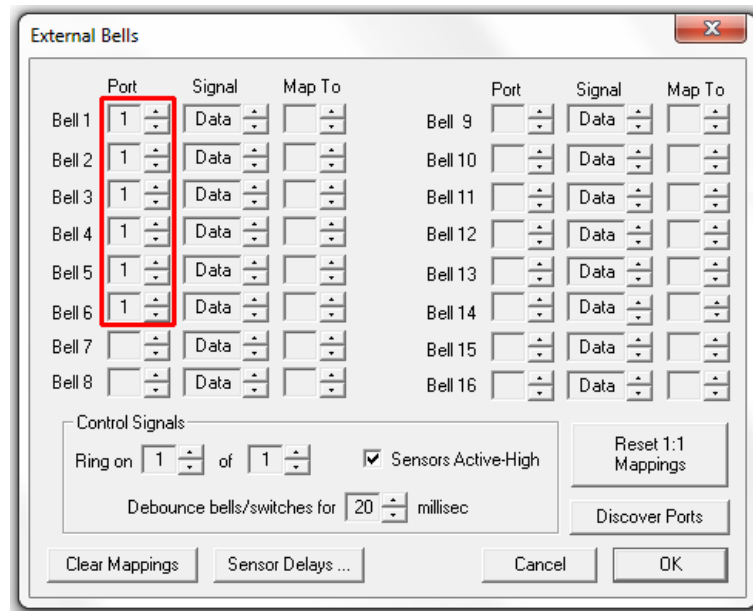 External Bells
Port Signal Map To Port Signal Map To
Bell 1 1 Data Bell 9 Data
Bell 2 1 Data Bell 10 Data
Bell 3 1 Data Bell 11 Data
Bell 4 1 Data Bell 12 Data
Bell 5 1 Data Bell 13 Data
Bell 6 1 Data Bell 14 Data
Bell 7 Data Bell 15 Data
Bell 8 Data Bell 16 Data
Control Signals
Ring on 1 of 1 Sensors Active-High
Debounce bells/switches for 20 millisec
Reset 1:1
Mappings
Discover Ports
Clear Mappings Sensor Delays ... Cancel OK